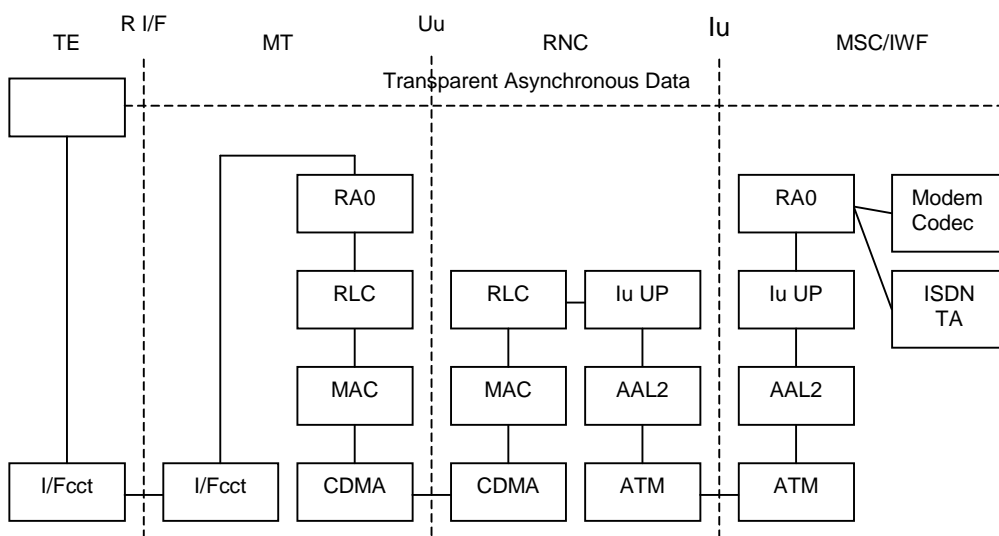 R I/F
Uu
Iu
TE
MT
RNC
MSC/IWF
Transparent Asynchronous Data
RA0
RA0
Modem
Codec
RLC
RLC
Iu UP
Iu UP
ISDN
TA
MAC
MAC
AAL2
AAL2
I/Fcct
I/Fcct
CDMA
CDMA
ATM
ATM